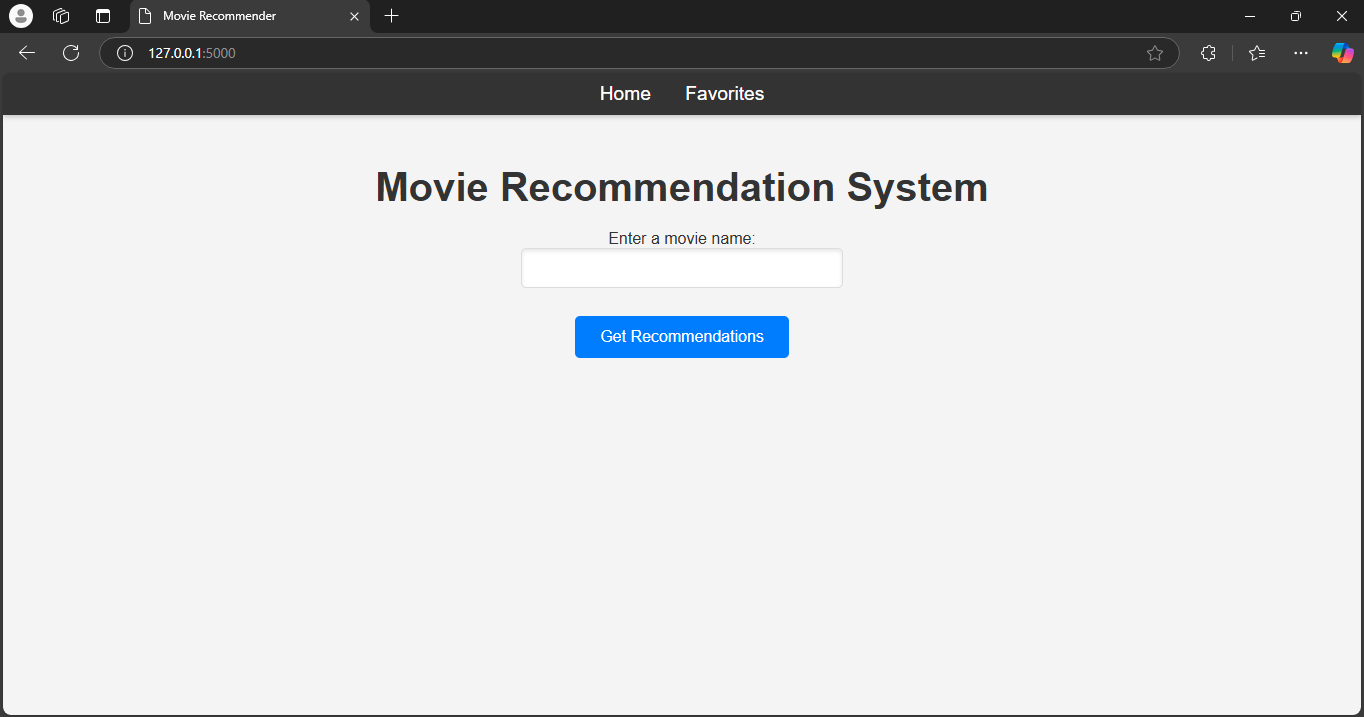 Movie Recommender
127.0.0.1:5000
Home Favorites
Movie Recommendation System
Enter a movie name:
Get Recommendations